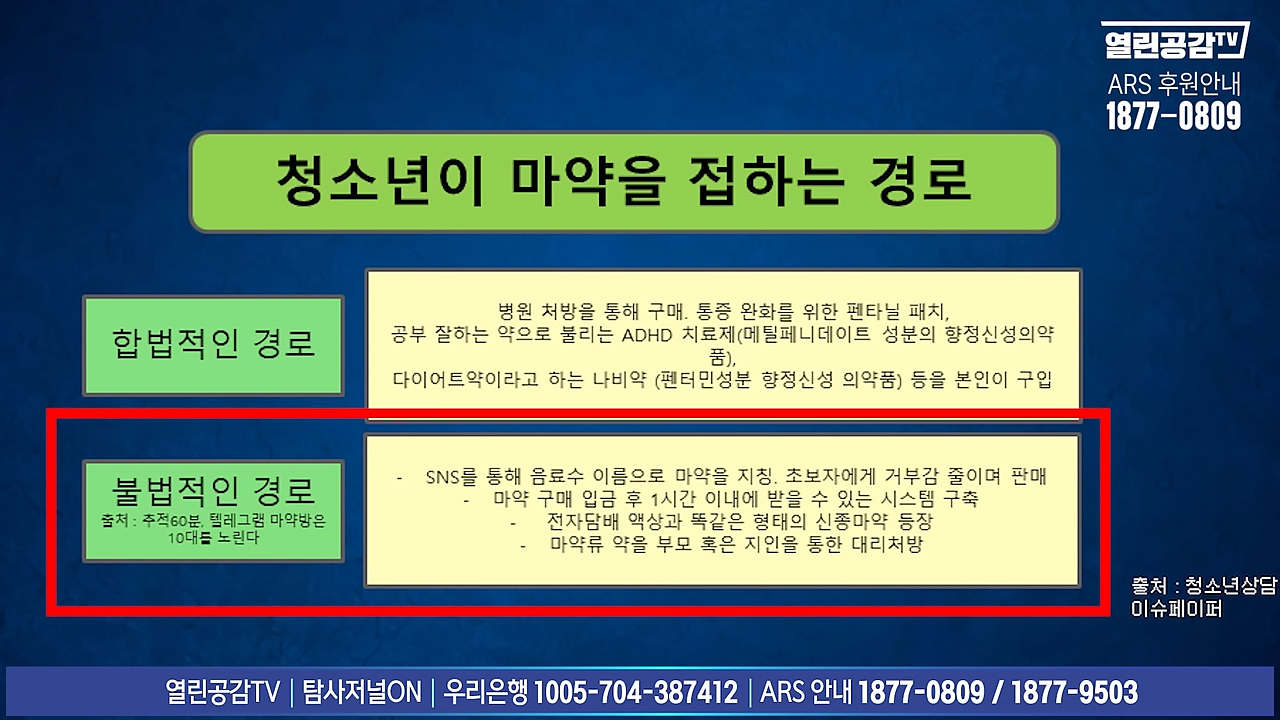 열린공감TV
ARS 후원안내
1877-0809
청소년이 마약을 접하는 경로
합법적인 경로
병원 처방을 통해 구매. 통증 완화를 위한 펜타닐 패치,
공부 잘하는 약으로 불리는 ADHD 치료제(메틸페니데이트 성분의 향정신성의약
품),
다이어트약이라고 하는 나비약 (펜터민성분 향정신성 의약품) 등을 본인이 구입
불법적인 경로
출처 : 추적60분, 텔레그램 마약방은
10대를 노린다
- SNS를 통해 음료수 이름으로 마약을 지칭. 초보자에게 거부감 줄이며 판매
- 마약 구매 입금 후 1시간 이내에 받을 수 있는 시스템 구축
- 전자담배 액상과 똑같은 형태의 신종마약 등장
- 마약류 약을 부모 혹은 지인을 통한 대리처방
출처 : 청소년상담
이슈페이퍼
열린공감TV | 탐사저널ON | 우리은행 1005-704-387412 | ARS 안내 1877-0809 / 1877-9503